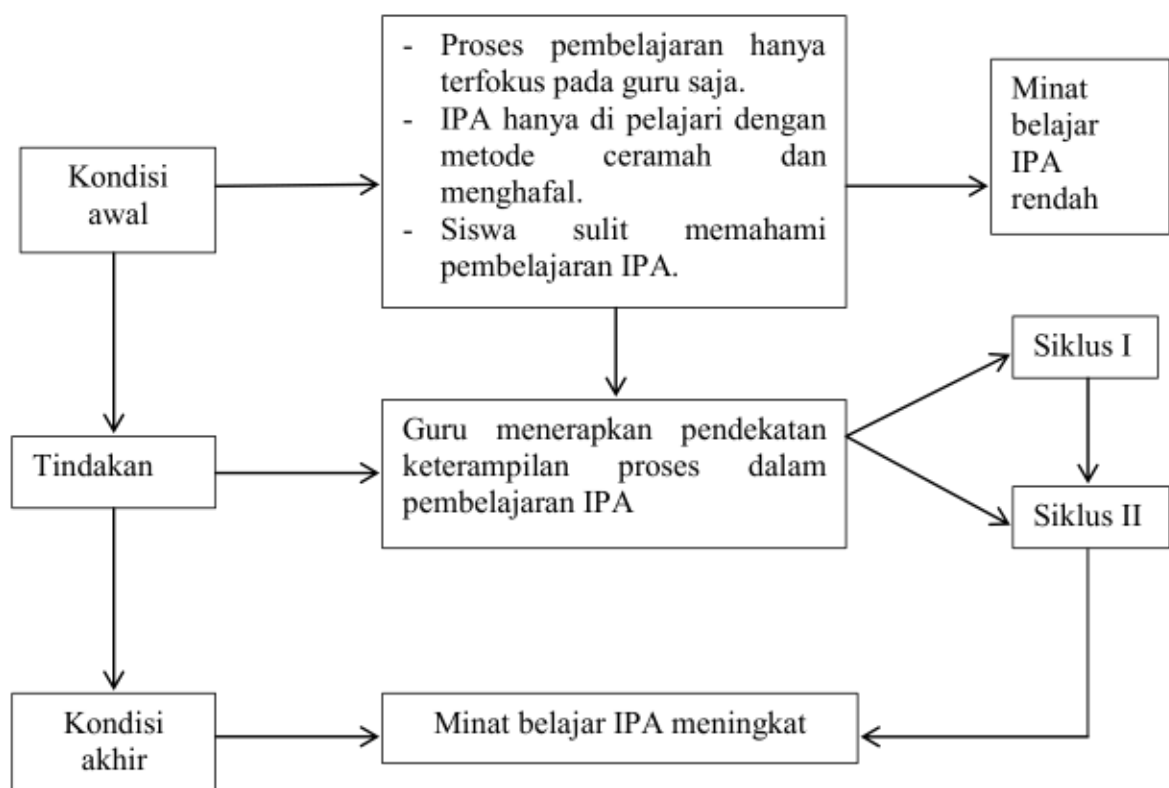 - Proses pembelajaran hanya
terfokus pada guru saja.
- IPA hanya di pelajari dengan
metode ceramah dan
menghafal.
- Siswa sulit memahami
pembelajaran IPA.
Minat
belajar
IPA
rendah
Kondisi
awal
Siklus I
Guru menerapkan pendekatan
keterampilan proses dalam
pembelajaran IPA
Tindakan
Siklus II
Kondisi
akhir
Minat belajar IPA meningkat